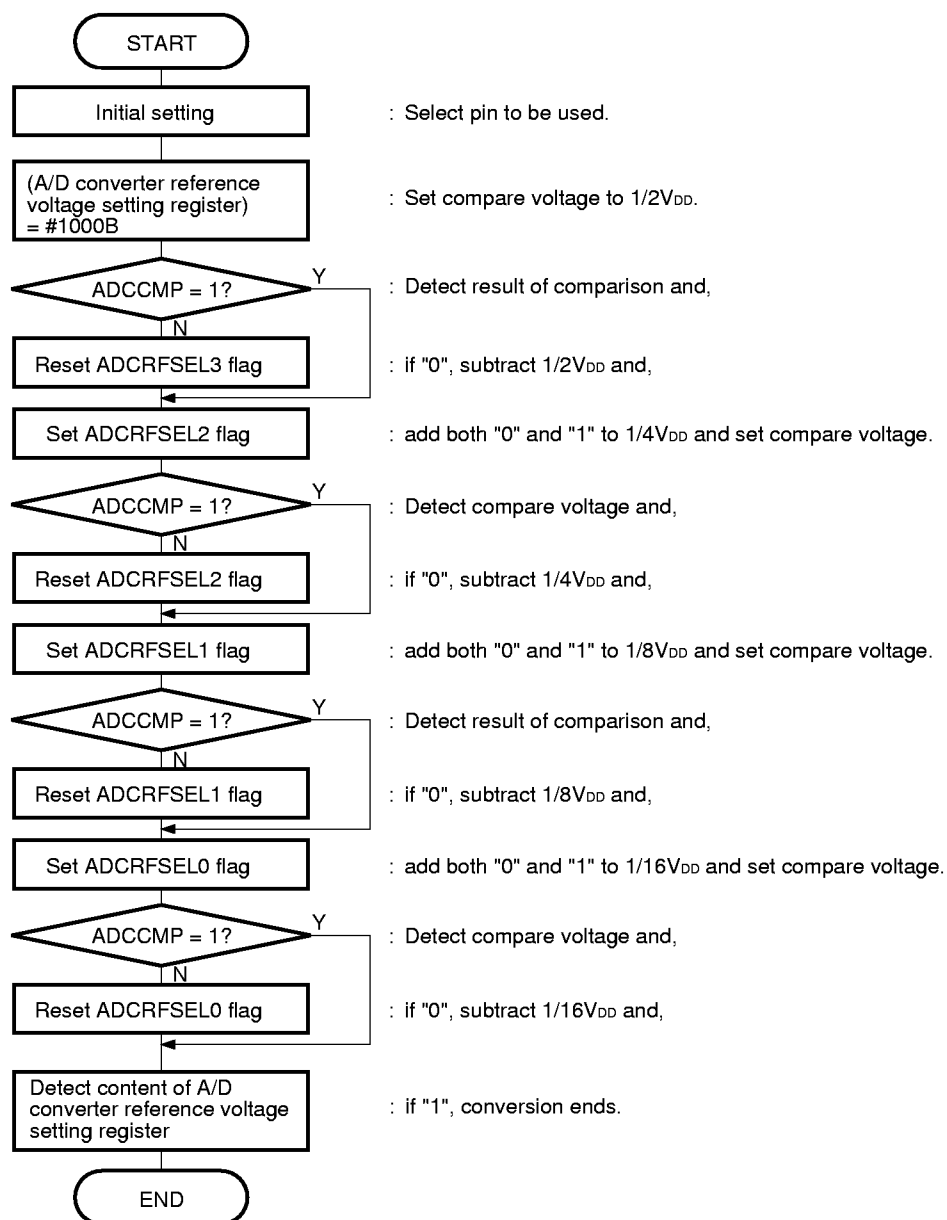 START
Initial setting : Select pin to be used.
(A/D converter reference
voltage setting register)
= #1000B
: Set compare voltage to 1/2VDD.
ADCCMP = 1? Y : Detect result of comparison and,
N
Reset ADCRFSEL3 flag : if "0", subtract 1/2VDD and,
Set ADCRFSEL2 flag : add both "0" and "1" to 1/4VDD and set compare voltage.
ADCCMP = 1? Y : Detect compare voltage and,
N
Reset ADCRFSEL2 flag : if "0", subtract 1/4VDD and,
Set ADCRFSEL1 flag : add both "0" and "1" to 1/8VDD and set compare voltage.
ADCCMP = 1? Y : Detect result of comparison and,
N
Reset ADCRFSEL1 flag : if "0", subtract 1/8VDD and,
Set ADCRFSEL0 flag : add both "0" and "1" to 1/16VDD and set compare voltage.
ADCCMP = 1? Y : Detect compare voltage and,
N
Reset ADCRFSEL0 flag : if "0", subtract 1/16VDD and,
Detect content of A/D
converter reference voltage
setting register
: if "1", conversion ends.
END